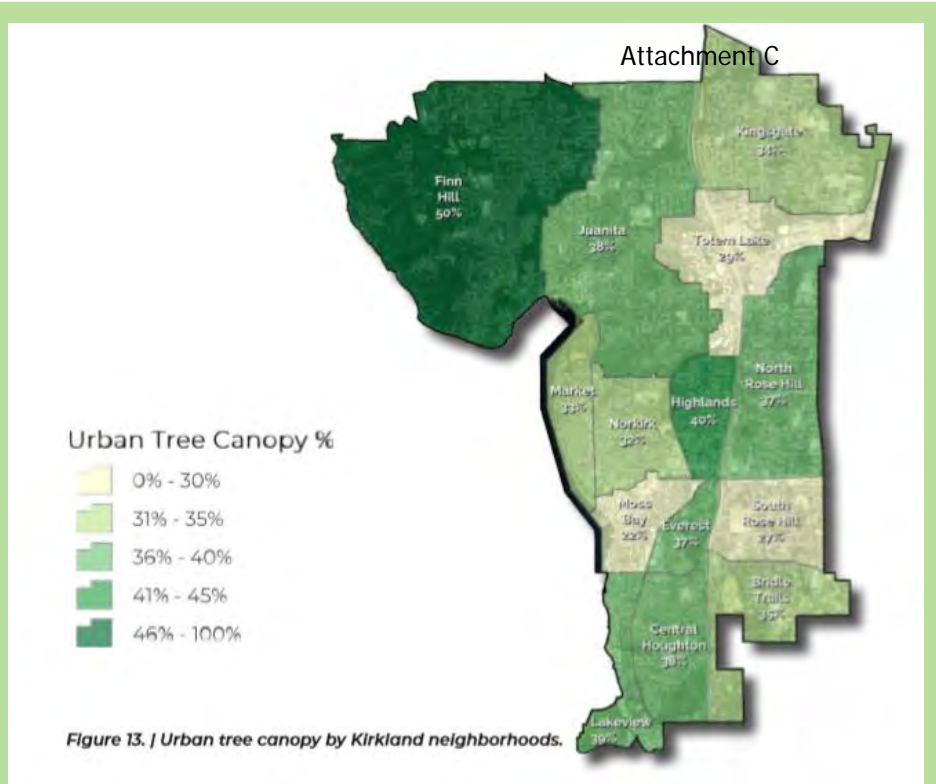 Attachment C
Kingsgate
34%
Finn
Hill
50%
Juanita
38%
Totem Lake
29%
North
Rose Hill
37%
Market
33%
Highlands
40%
Norkirk
32%
Urban Tree Canopy %
0% - 30%
31% - 35%
36% - 40%
41% - 45%
46% - 100%
Moss
Bay
22%
Everest
37%
South
Rose Hill
27%
Bridle
Trails
35%
Central
Houghton
38%
Lakeview
39%
Figure 13. | Urban tree canopy by Kirkland neighborhoods.